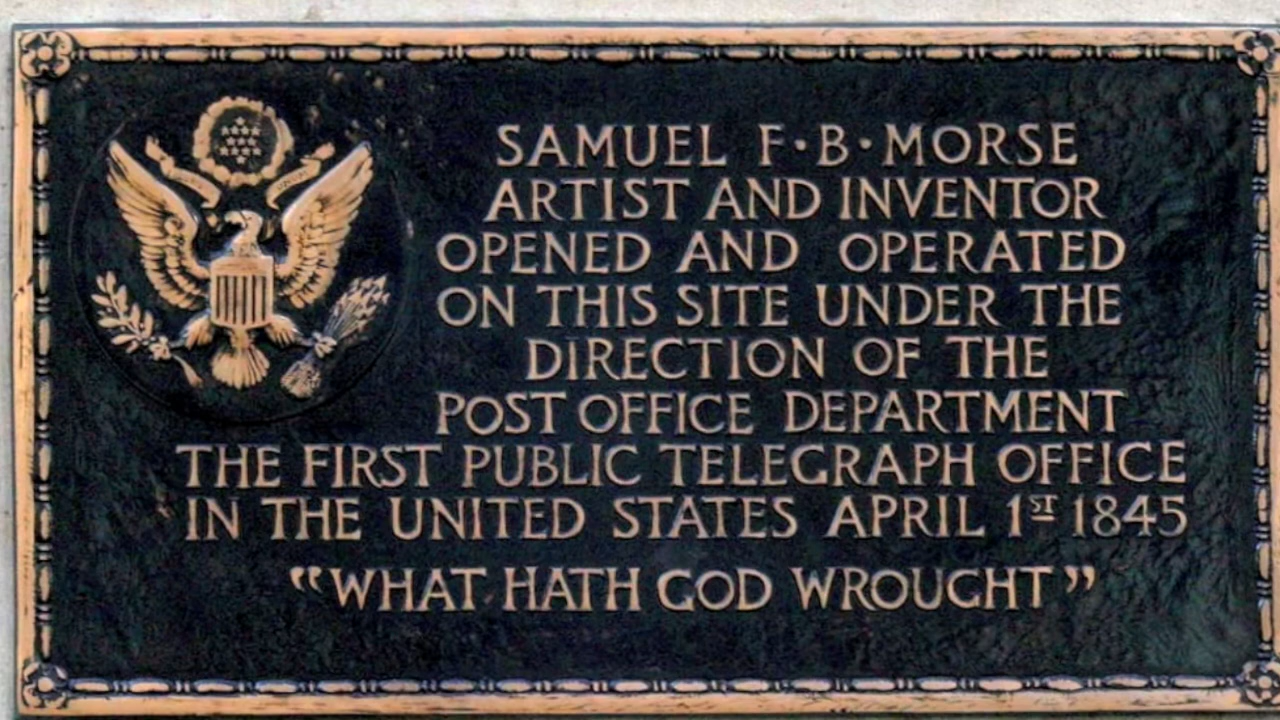 SAMUEL F·B·MORSE
ARTIST AND INVENTOR
OPENED AND OPERATED
ON THIS SITE UNDER THE
DIRECTION OF THE
POST OFFICE DEPARTMENT
THE FIRST PUBLIC TELEGRAPH OFFICE
IN THE UNITED STATES APRIL 1ST 1845
“WHAT HATH GOD WROUGHT”